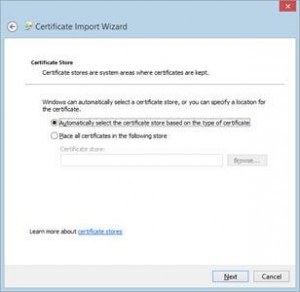 Certificate Import Wizard
Certificate Store
Certificate stores are system areas where certificates are kept.
Windows can automatically select a certificate store, or you can specify a location for
the certificate.
Automatically select the certificate store based on the type of certificate
Place all certificates in the following store
Certificate store:
Browse...
Learn more about certificate stores
Next
Cancel